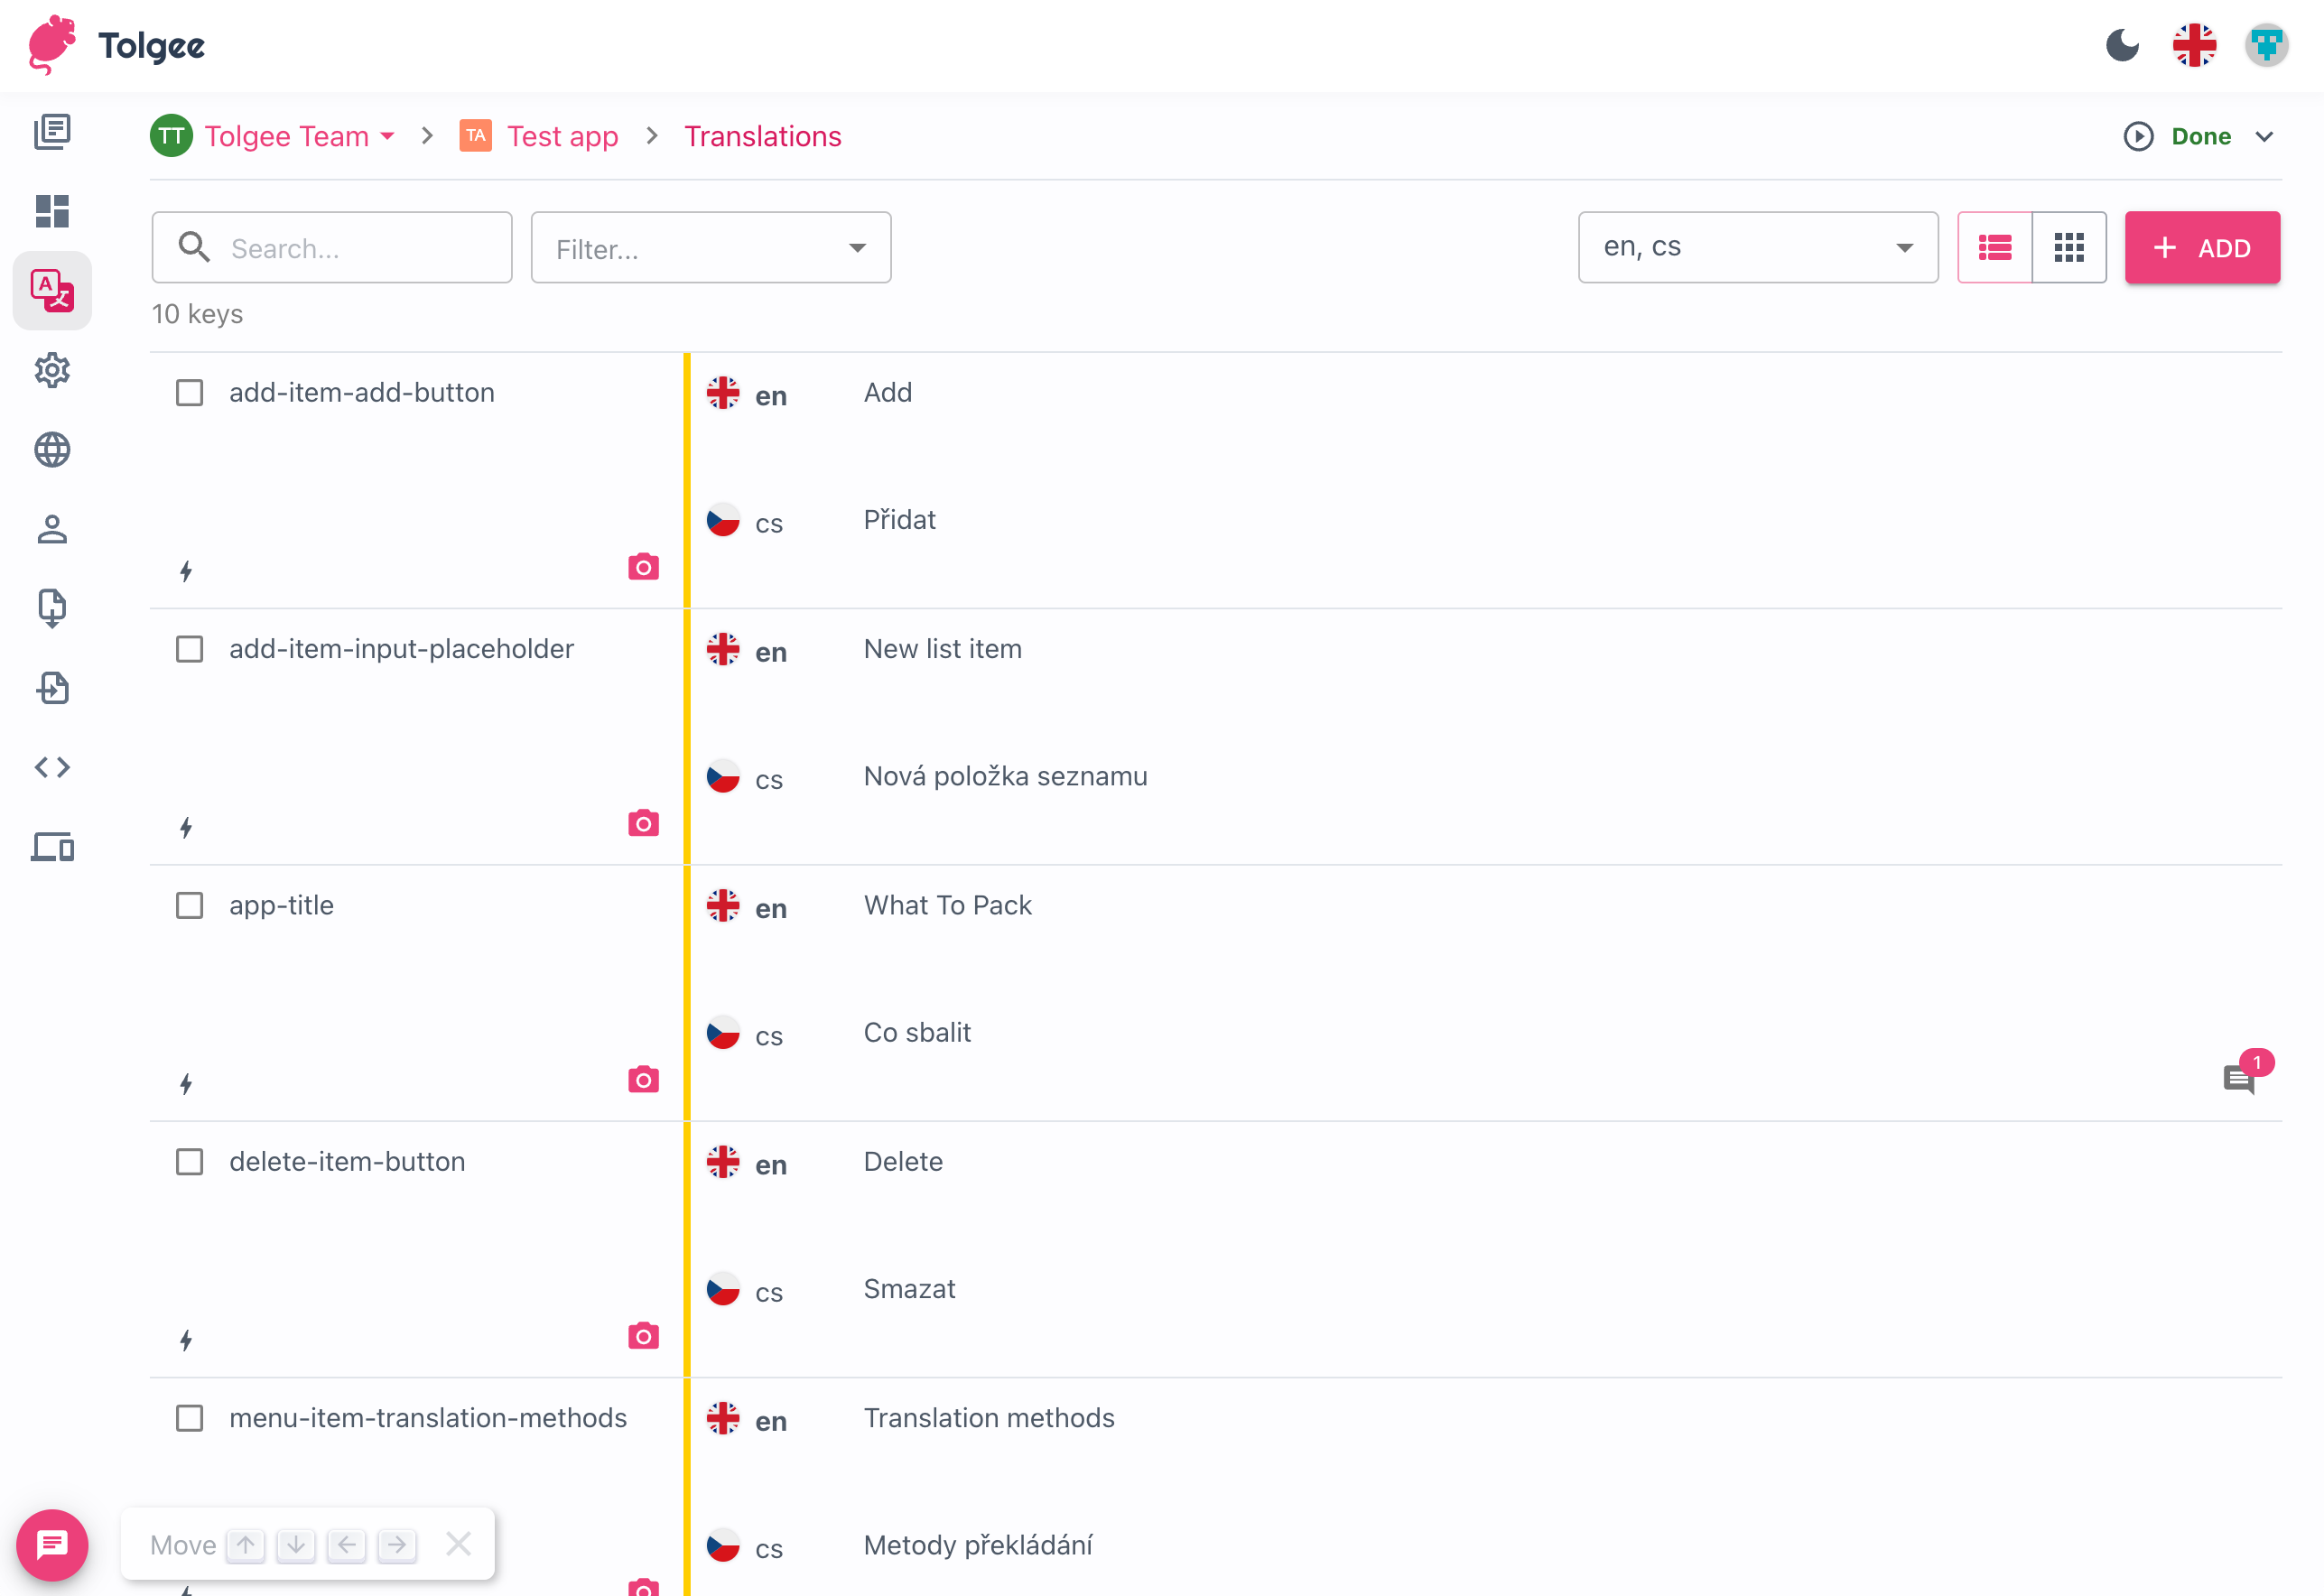 Tolgee
TT Tolgee Team > TA Test app > Translations
Done
Search...
Filter...
en, cs
+ ADD
10 keys
add-item-add-button
en Add
cs Přidat
add-item-input-placeholder
en New list item
cs Nová položka seznamu
app-title
en What To Pack
cs Co sbalit
1
delete-item-button
en Delete
cs Smazat
menu-item-translation-methods
en Translation methods
cs Metody překládání
Move ↑ ↓ ← →